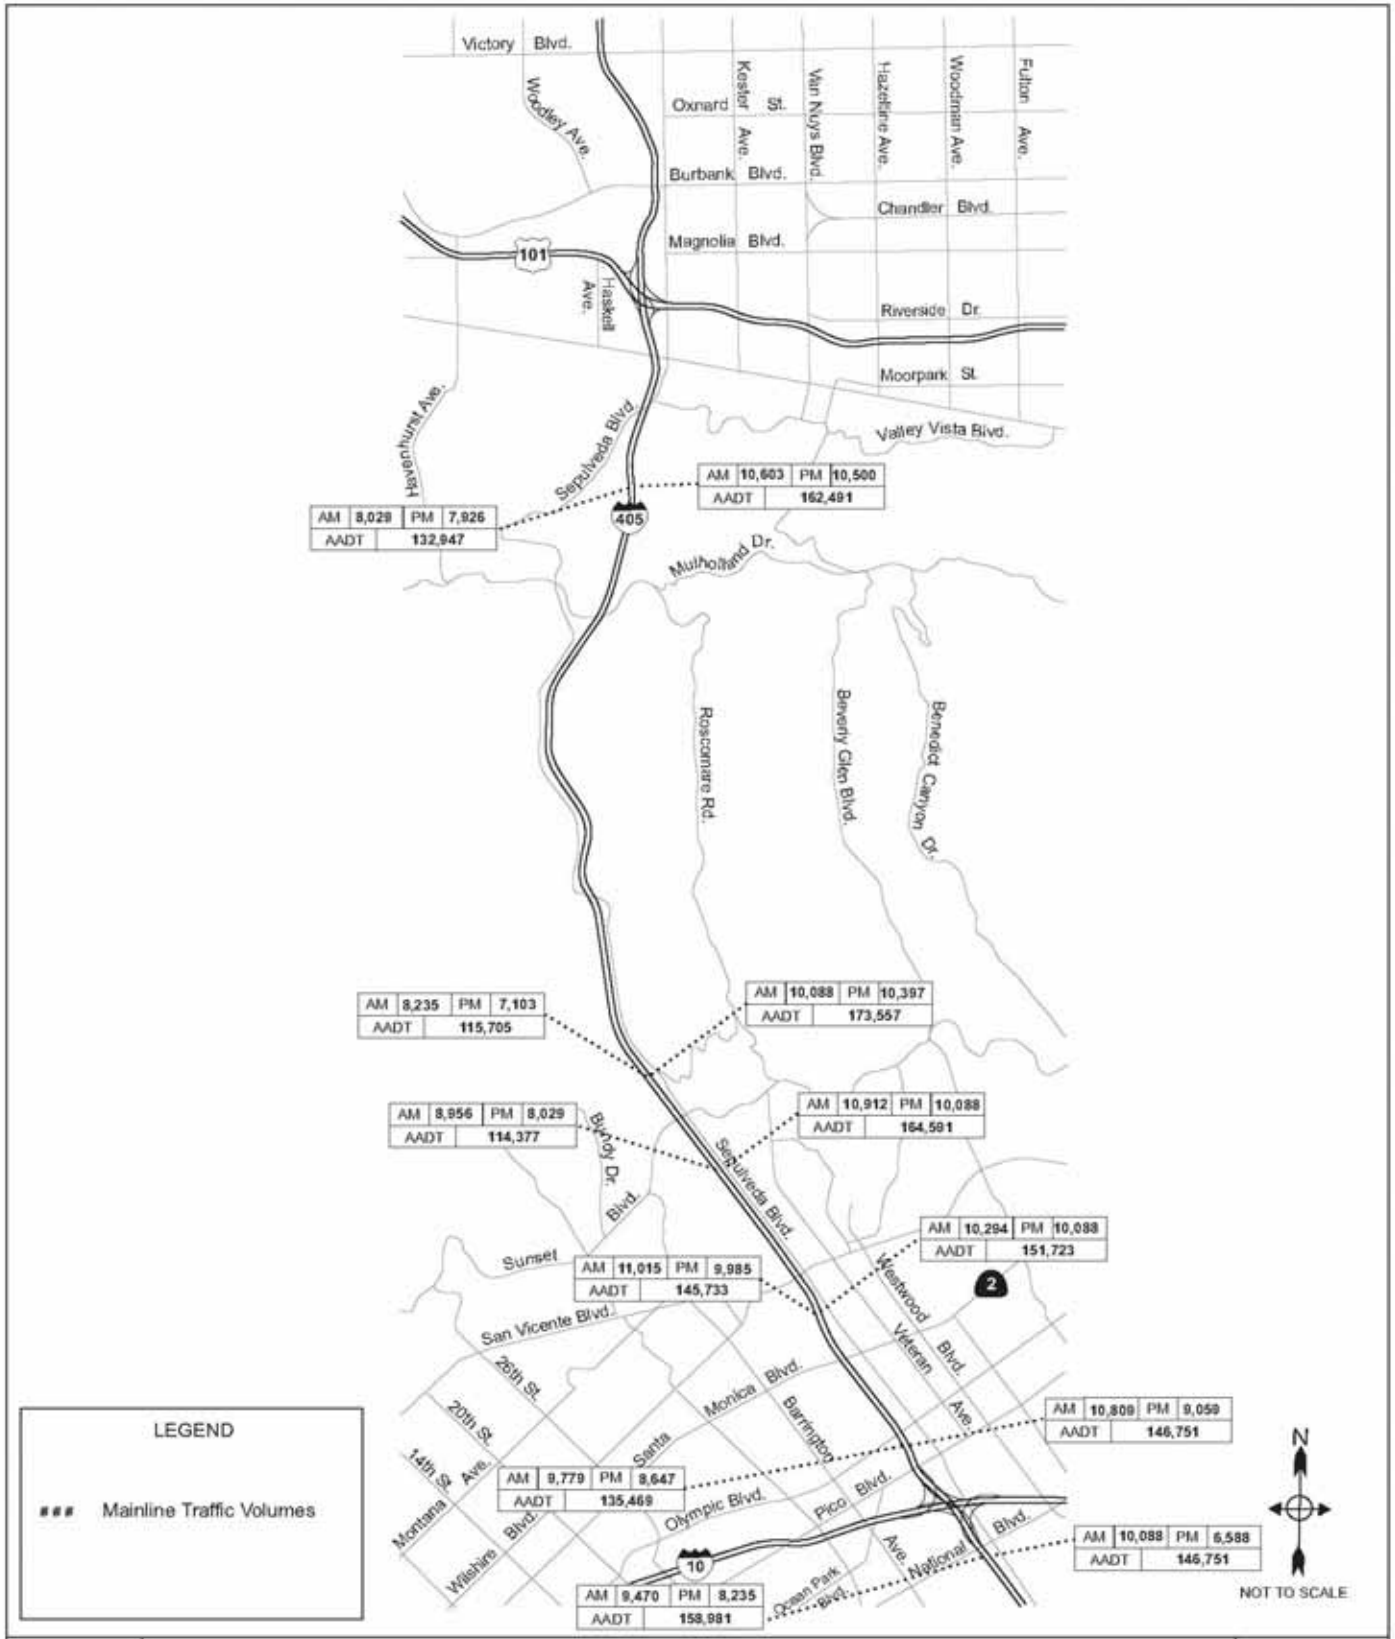 Victory Blvd.
Woodley Ave.
Oxnard St.
Kester Ave.
Van Nuys Blvd.
Hazeltine Ave.
Woodman Ave.
Fulton Ave.
Burbank Blvd.
Chandler Blvd.
Magnolia Blvd.
101
Haskell Ave.
Riverside Dr.
Moorpark St.
Havenhurst Ave.
Sepulveda Blvd.
Valley Vista Blvd.
AM 10,603 PM 10,500
AADT 162,491
AM 8,029 PM 7,926
AADT 132,947
405
Mulholland Dr.
Roscomare Rd.
Beverly Glen Blvd.
Benedict Canyon Dr.
AM 10,088 PM 10,397
AADT 173,557
AM 8,235 PM 7,103
AADT 115,705
AM 10,912 PM 10,088
AADT 164,591
AM 8,956 PM 8,029
AADT 114,377
Bundy Dr.
Sepulveda Blvd.
Sunset Blvd.
AM 10,294 PM 10,088
AADT 151,723
AM 11,015 PM 9,985
AADT 145,733
2
Westwood Blvd.
San Vicente Blvd.
Veteran Ave.
26th St.
20th St.
14th St.
Santa Monica Blvd.
Barrington Ave.
AM 10,809 PM 9,059
AADT 146,751
AM 9,779 PM 8,647
AADT 135,469
Montana Ave.
Wilshire Blvd.
Olympic Blvd.
Pico Blvd.
National Blvd.
10
Ocean Park Blvd.
AM 10,088 PM 6,588
AADT 146,751
AM 9,470 PM 8,235
AADT 158,981
LEGEND
### Mainline Traffic Volumes
N
NOT TO SCALE